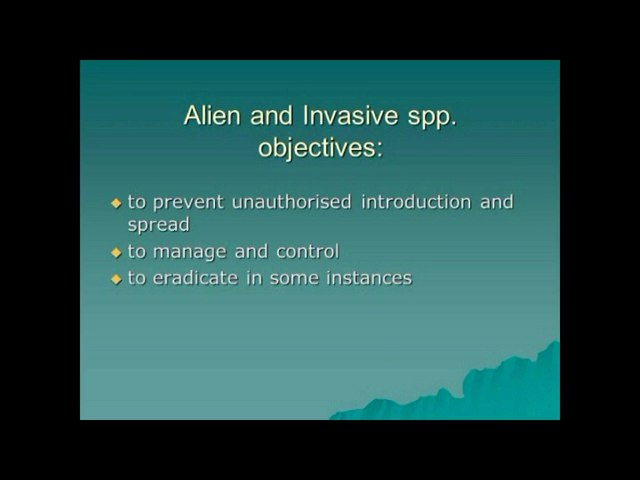 Alien and Invasive spp.
objectives:
to prevent unauthorised introduction and
spread
to manage and control
to eradicate in some instances